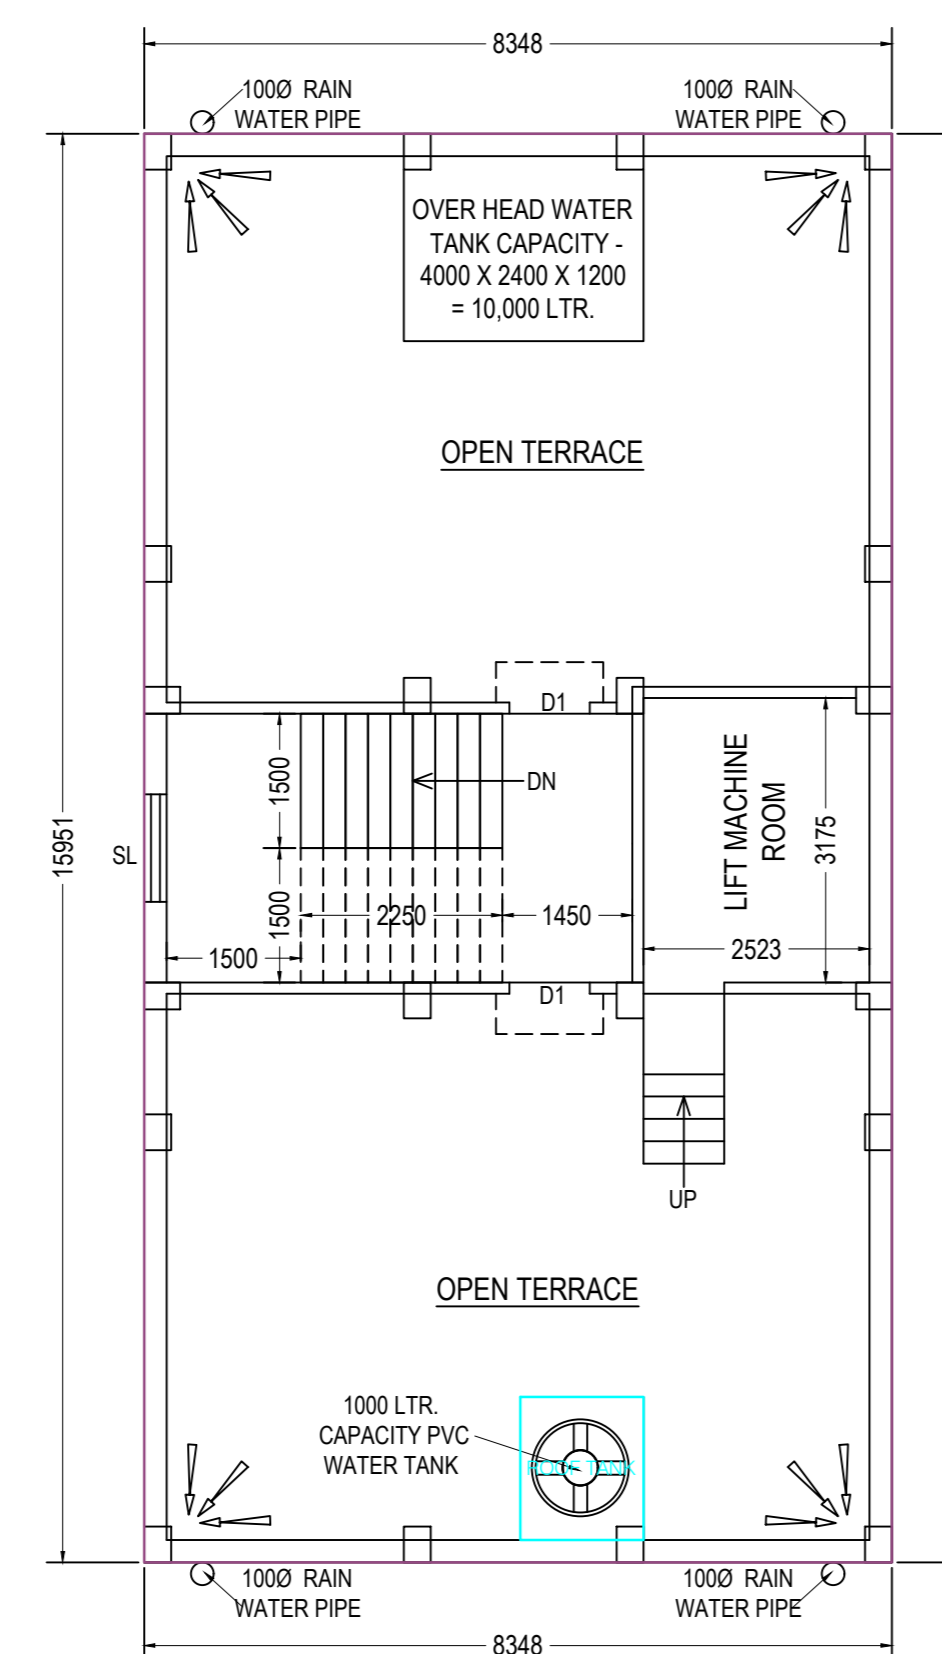 8348
100Ø RAIN
WATER PIPE
100Ø RAIN
WATER PIPE
OVER HEAD WATER
TANK CAPACITY -
4000 X 2400 X 1200
= 10,000 LTR.
OPEN TERRACE
D1
1500
DN
LIFT MACHINE
ROOM
3175
15951
SL
1500
2250
1450
1500
2523
D1
UP
OPEN TERRACE
1000 LTR.
CAPACITY PVC
WATER TANK
ROOF TANK
100Ø RAIN
WATER PIPE
100Ø RAIN
WATER PIPE
8348